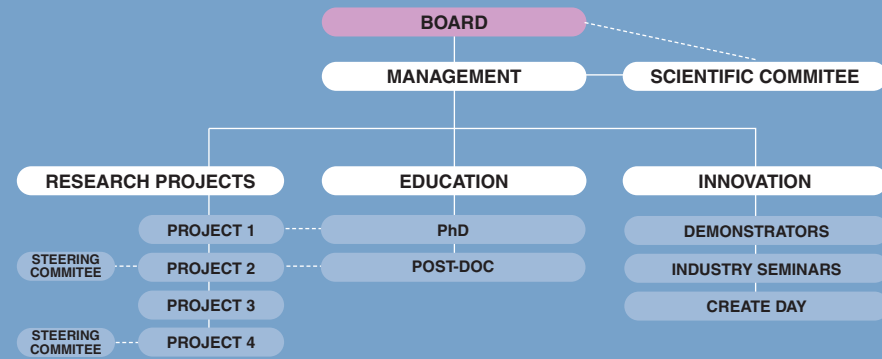 BOARD
MANAGEMENT
SCIENTIFIC COMMITEE
RESEARCH PROJECTS
EDUCATION
INNOVATION
PROJECT 1
PhD
DEMONSTRATORS
STEERING
COMMITEE
PROJECT 2
POST-DOC
INDUSTRY SEMINARS
PROJECT 3
CREATE DAY
STEERING
COMMITEE
PROJECT 4